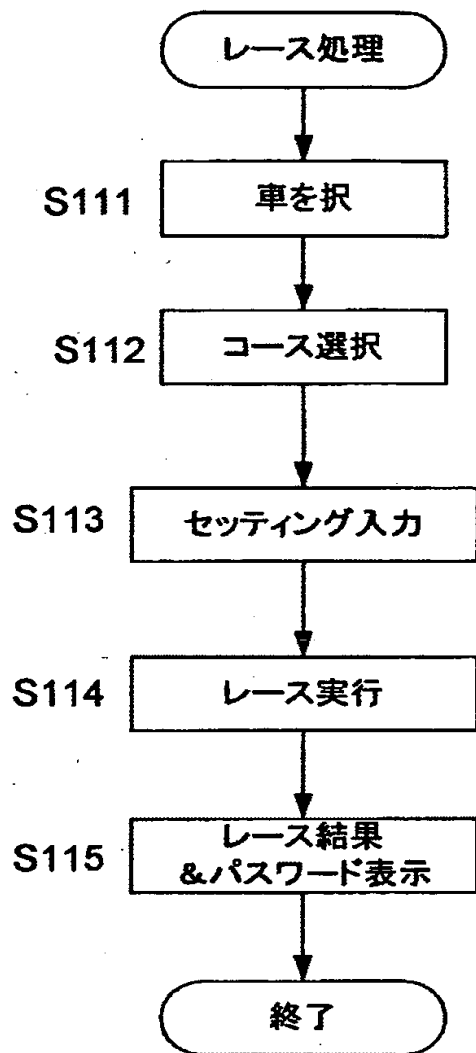 レース処理
S111
車を択
S112
コース選択
S113
セッティング入力
S114
レース実行
S115
レース結果
&パスワード表示
終了